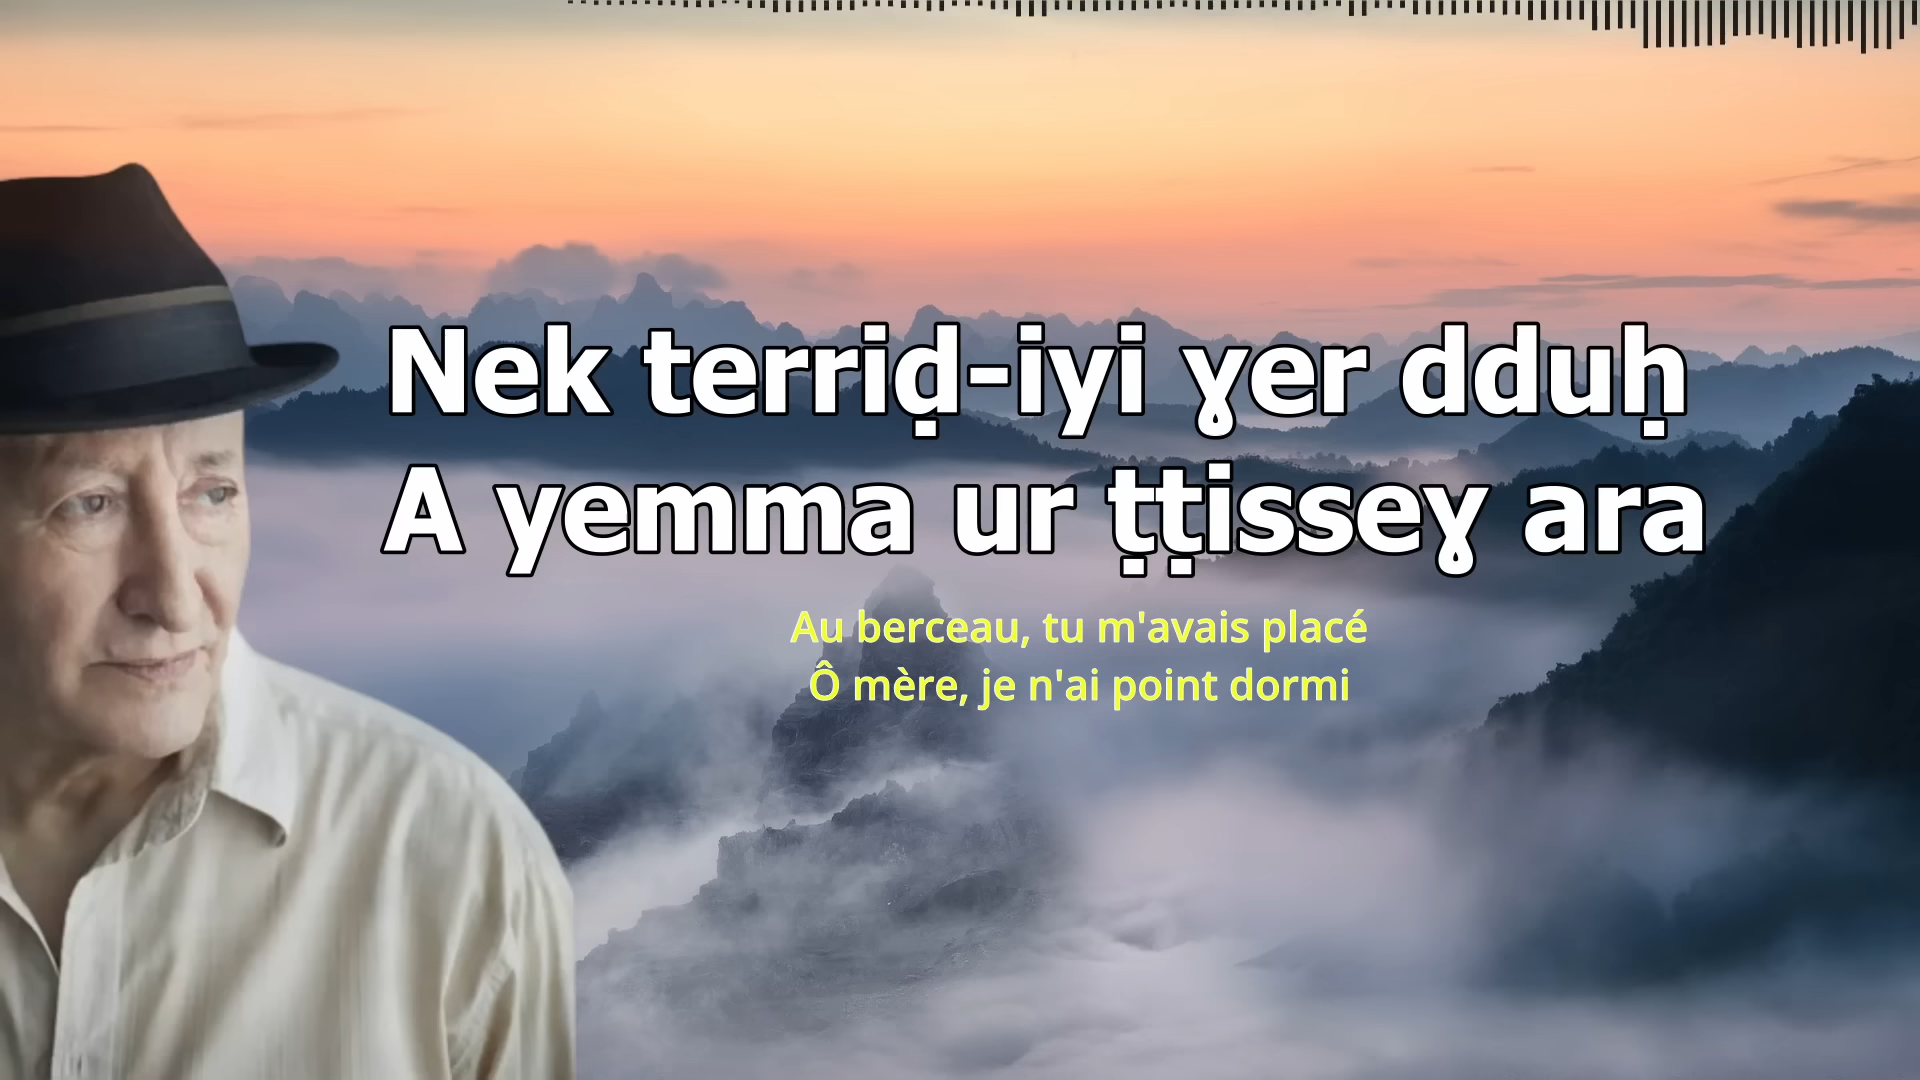 Nek terriḍ-iyi ɣer dduḥ
A yemma ur ṭṭisseɣ ara
Au berceau, tu m'avais placé
Ô mère, je n'ai point dormi